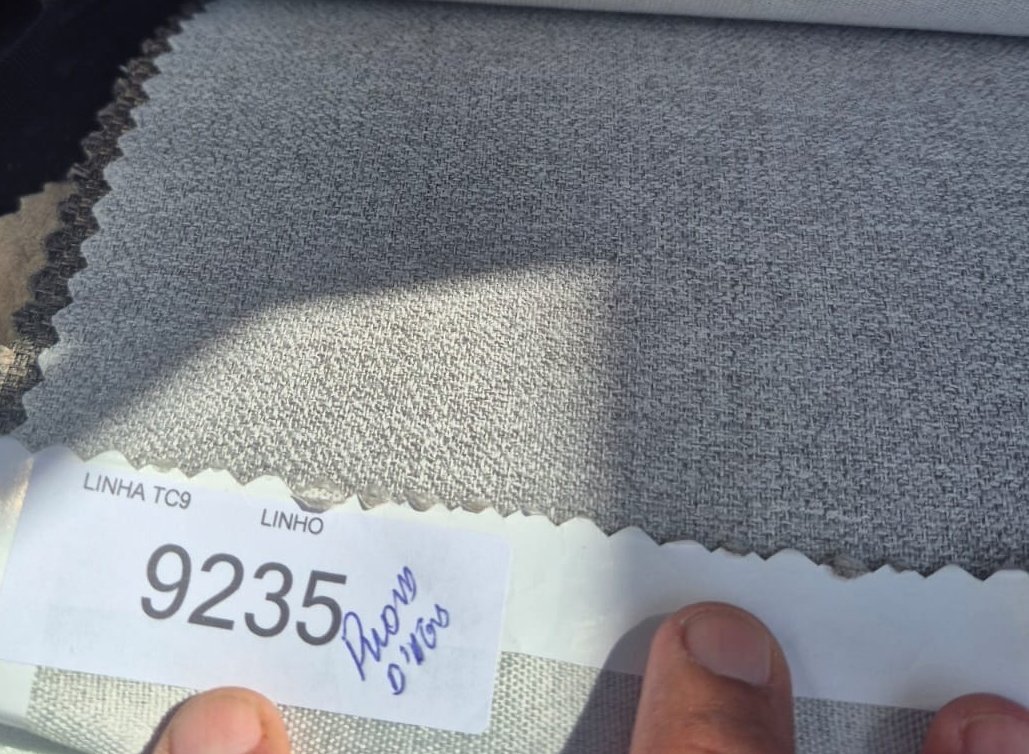 LINHA TC9
LINHO
9235
D'